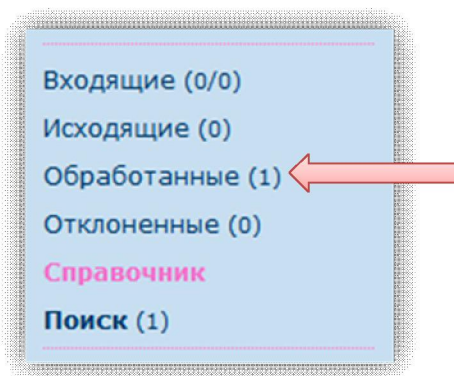 Входящие (0/0)
Исходящие (0)
Обработанные (1)
Отклоненные (0)
Справочник
Поиск (1)